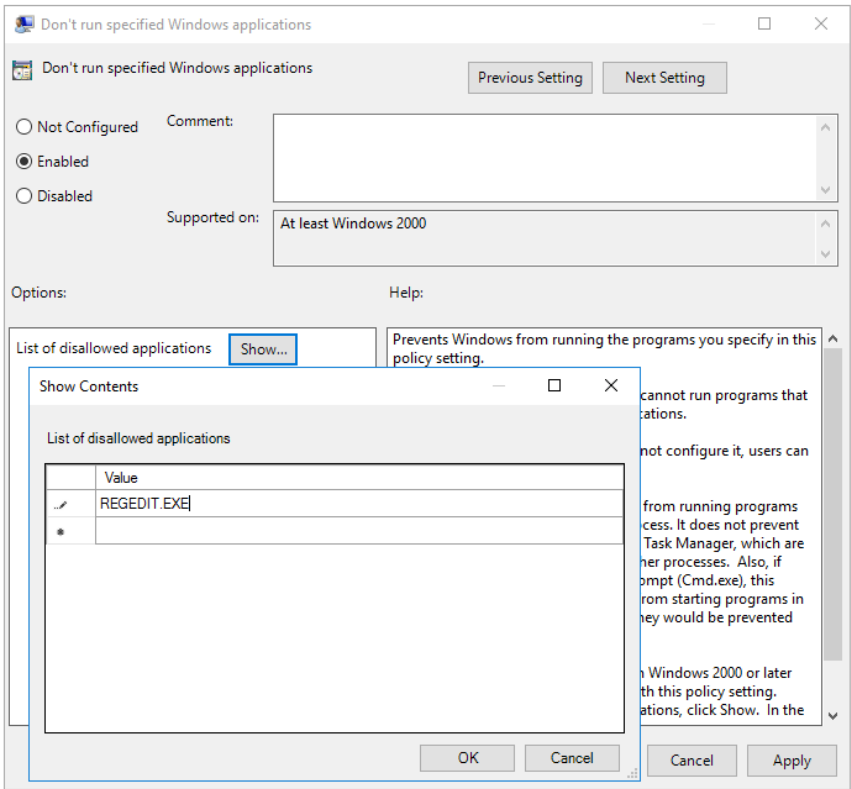 Don't run specified Windows applications
Don't run specified Windows applications
Previous Setting
Next Setting
Not Configured
Enabled
Disabled
Comment:
Supported on:
At least Windows 2000
Options:
Help:
List of disallowed applications
Show...
Prevents Windows from running the programs you specify in this
policy setting.
cannot run programs that
cations.
not configure it, users can
from running programs
cess. It does not prevent
Task Manager, which are
her processes.  Also, if
ompt (Cmd.exe), this
rom starting programs in
hey would be prevented
Windows 2000 or later
th this policy setting.
ations, click Show.  In the
Show Contents
List of disallowed applications
Value
REGEDIT.EXE
OK
Cancel
Cancel
Apply